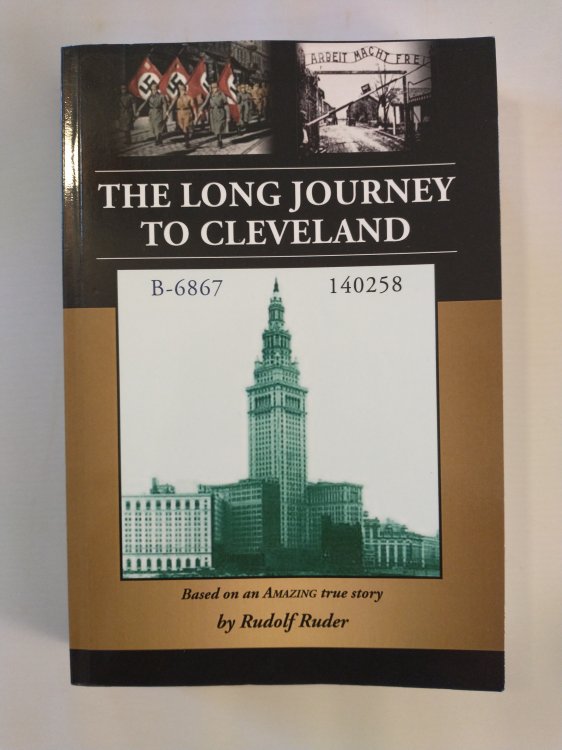 ARBEIT MACHT FREI
THE LONG JOURNEY
TO CLEVELAND
B-6867 140258
Based on an AMAZING true story
by Rudolf Ruder